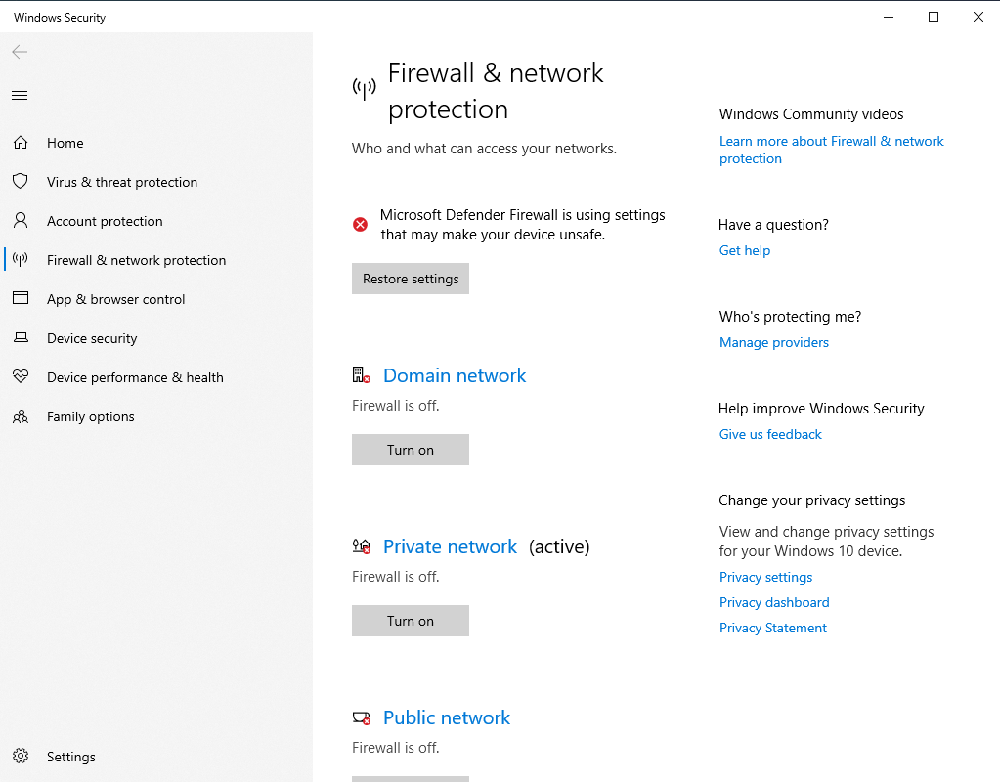 Windows Security
Home
Virus & threat protection
Account protection
Firewall & network protection
App & browser control
Device security
Device performance & health
Family options
Settings
Firewall & network
protection
Who and what can access your networks.
Microsoft Defender Firewall is using settings
that may make your device unsafe.
Restore settings
Domain network
Firewall is off.
Turn on
Private network (active)
Firewall is off.
Turn on
Public network
Firewall is off.
Windows Community videos
Learn more about Firewall & network
protection
Have a question?
Get help
Who's protecting me?
Manage providers
Help improve Windows Security
Give us feedback
Change your privacy settings
View and change privacy settings
for your Windows 10 device.
Privacy settings
Privacy dashboard
Privacy Statement